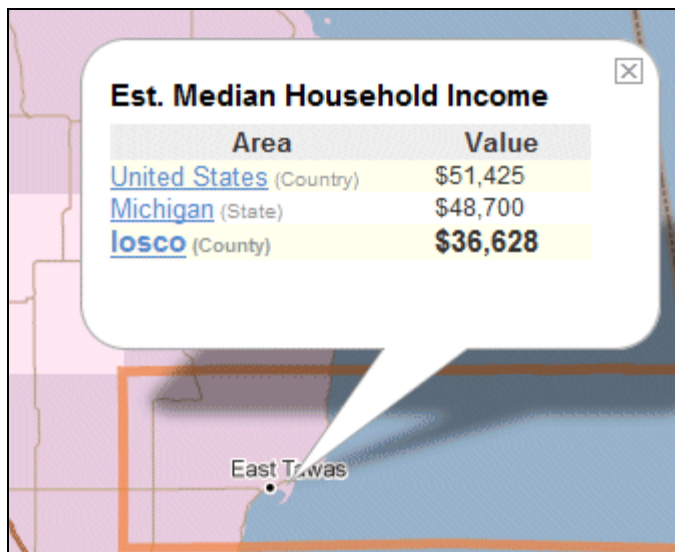 Est. Median Household Income
Area Value
United States (Country) $51,425
Michigan (State) $48,700
Iosco (County) $36,628
East Tawas